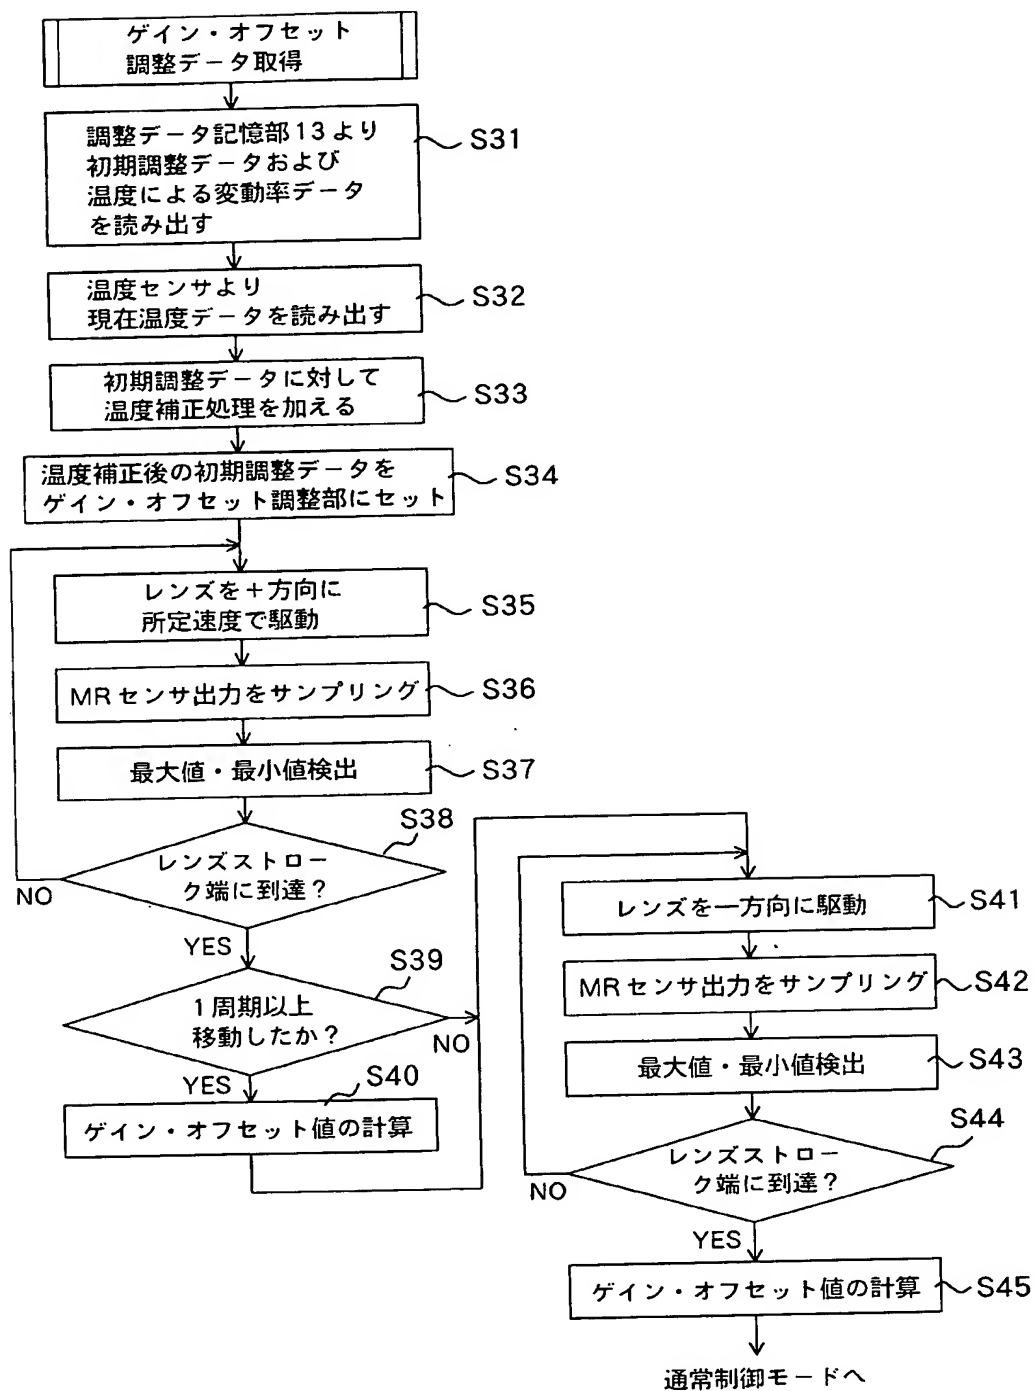 ゲイン・オフセット
調整データ取得
調整データ記憶部13より
初期調整データおよび
温度による変動率データ
を読み出す
S31
温度センサより
現在温度データを読み出す
S32
初期調整データに対して
温度補正処理を加える
S33
温度補正後の初期調整データを
ゲイン・オフセット調整部にセット
S34
レンズを+方向に
所定速度で駆動
S35
MRセンサ出力をサンプリング
S36
最大値・最小値検出
S37
レンズストロー
ク端に到達?
S38
NO
YES
1周期以上
移動したか?
S39
NO
YES
ゲイン・オフセット値の計算
S40
レンズを−方向に駆動
S41
MRセンサ出力をサンプリング
S42
最大値・最小値検出
S43
レンズストロー
ク端に到達?
S44
NO
YES
ゲイン・オフセット値の計算
S45
通常制御モードへ